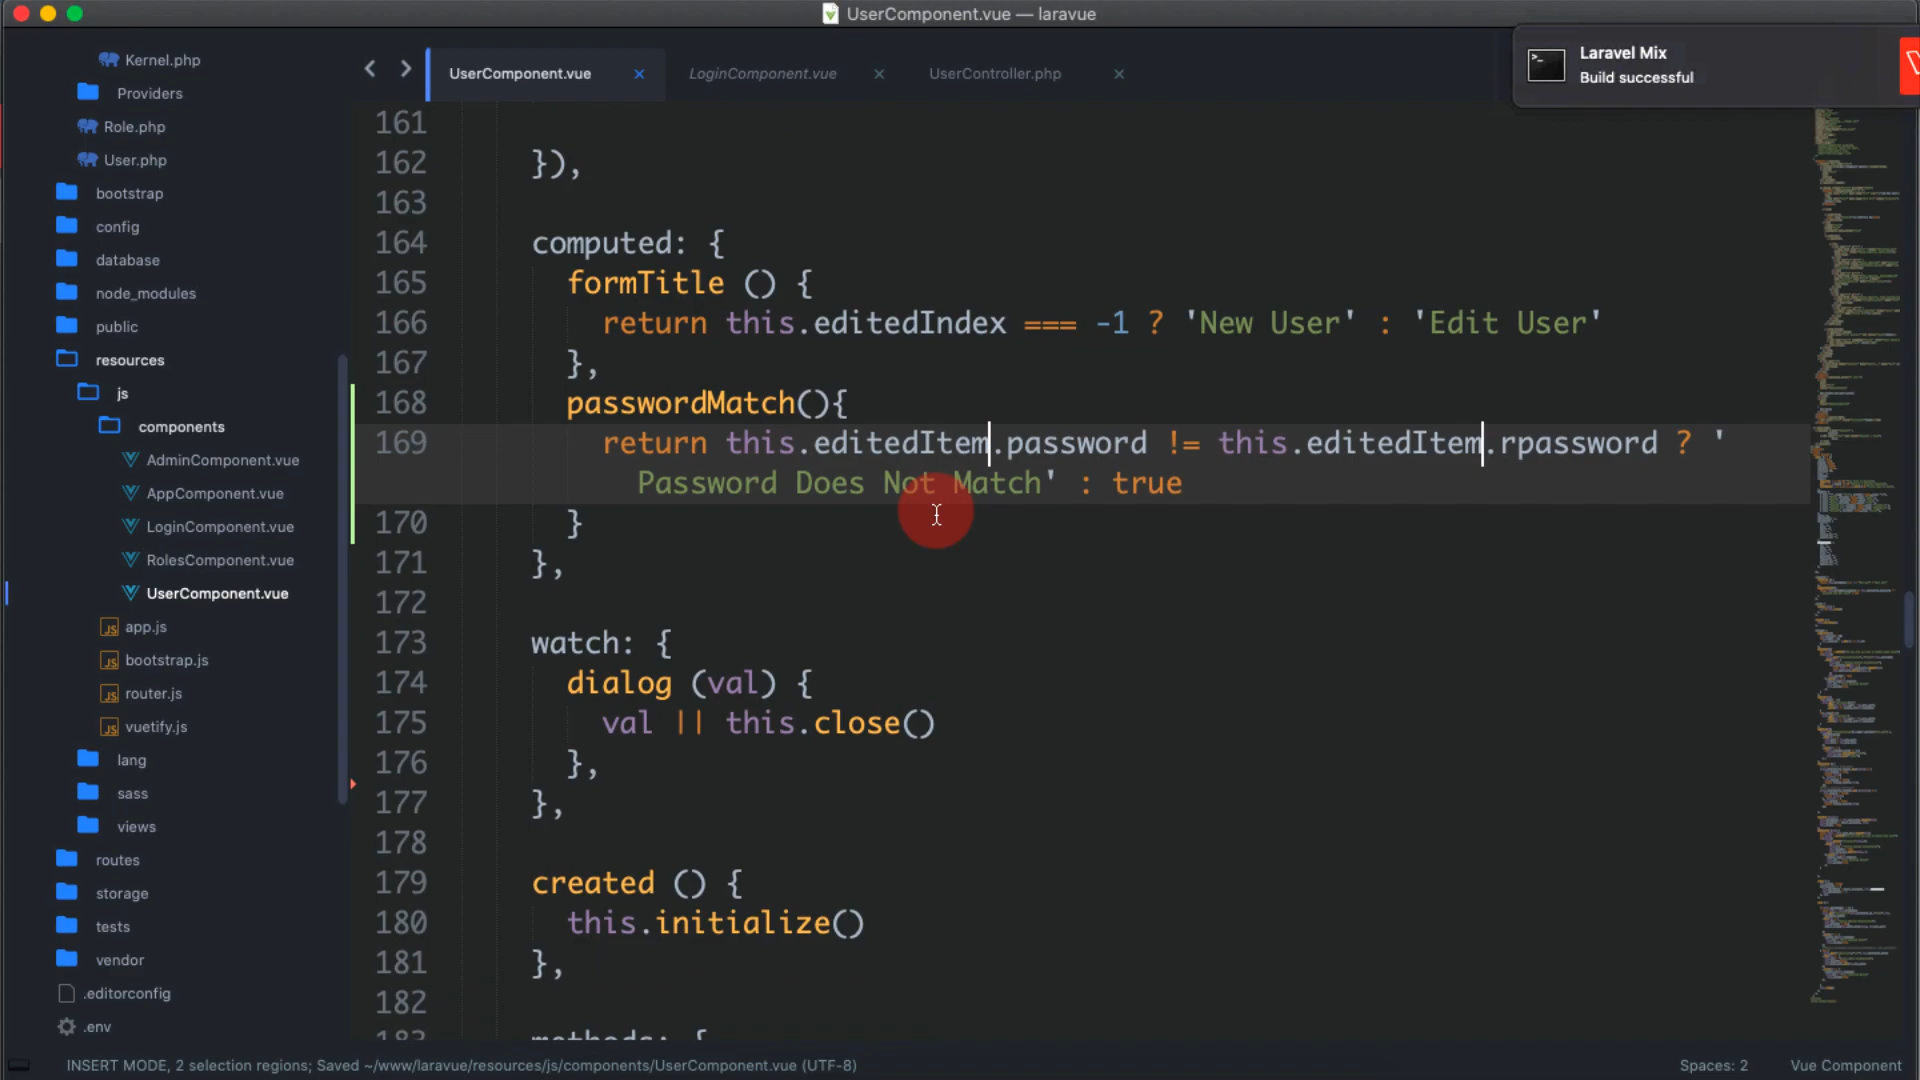 UserComponent.vue — laravue
Laravel Mix
Build successful
UserComponent.vue ×
LoginComponent.vue ×
UserController.php ×
Kernel.php
Providers
Role.php
User.php
bootstrap
config
database
node_modules
public
resources
js
components
AdminComponent.vue
AppComponent.vue
LoginComponent.vue
RolesComponent.vue
UserComponent.vue
JS app.js
JS bootstrap.js
JS router.js
JS vuetify.js
lang
sass
views
routes
storage
tests
vendor
.editorconfig
.env
161
162 }),
163
164 computed: {
165 formTitle () {
166 return this.editedIndex === -1 ? 'New User' : 'Edit User'
167 },
168 passwordMatch(){
169 return this.editedItem.password != this.editedItem.rpassword ? '
Password Does Not Match' : true
170 }
171 },
172
173 watch: {
174 dialog (val) {
175 val || this.close()
176 },
177 },
178
179 created () {
180 this.initialize()
181 },
182
183 methods: {
INSERT MODE, 2 selection regions; Saved ~/www/laravue/resources/js/components/UserComponent.vue (UTF-8)
Spaces: 2
Vue Component